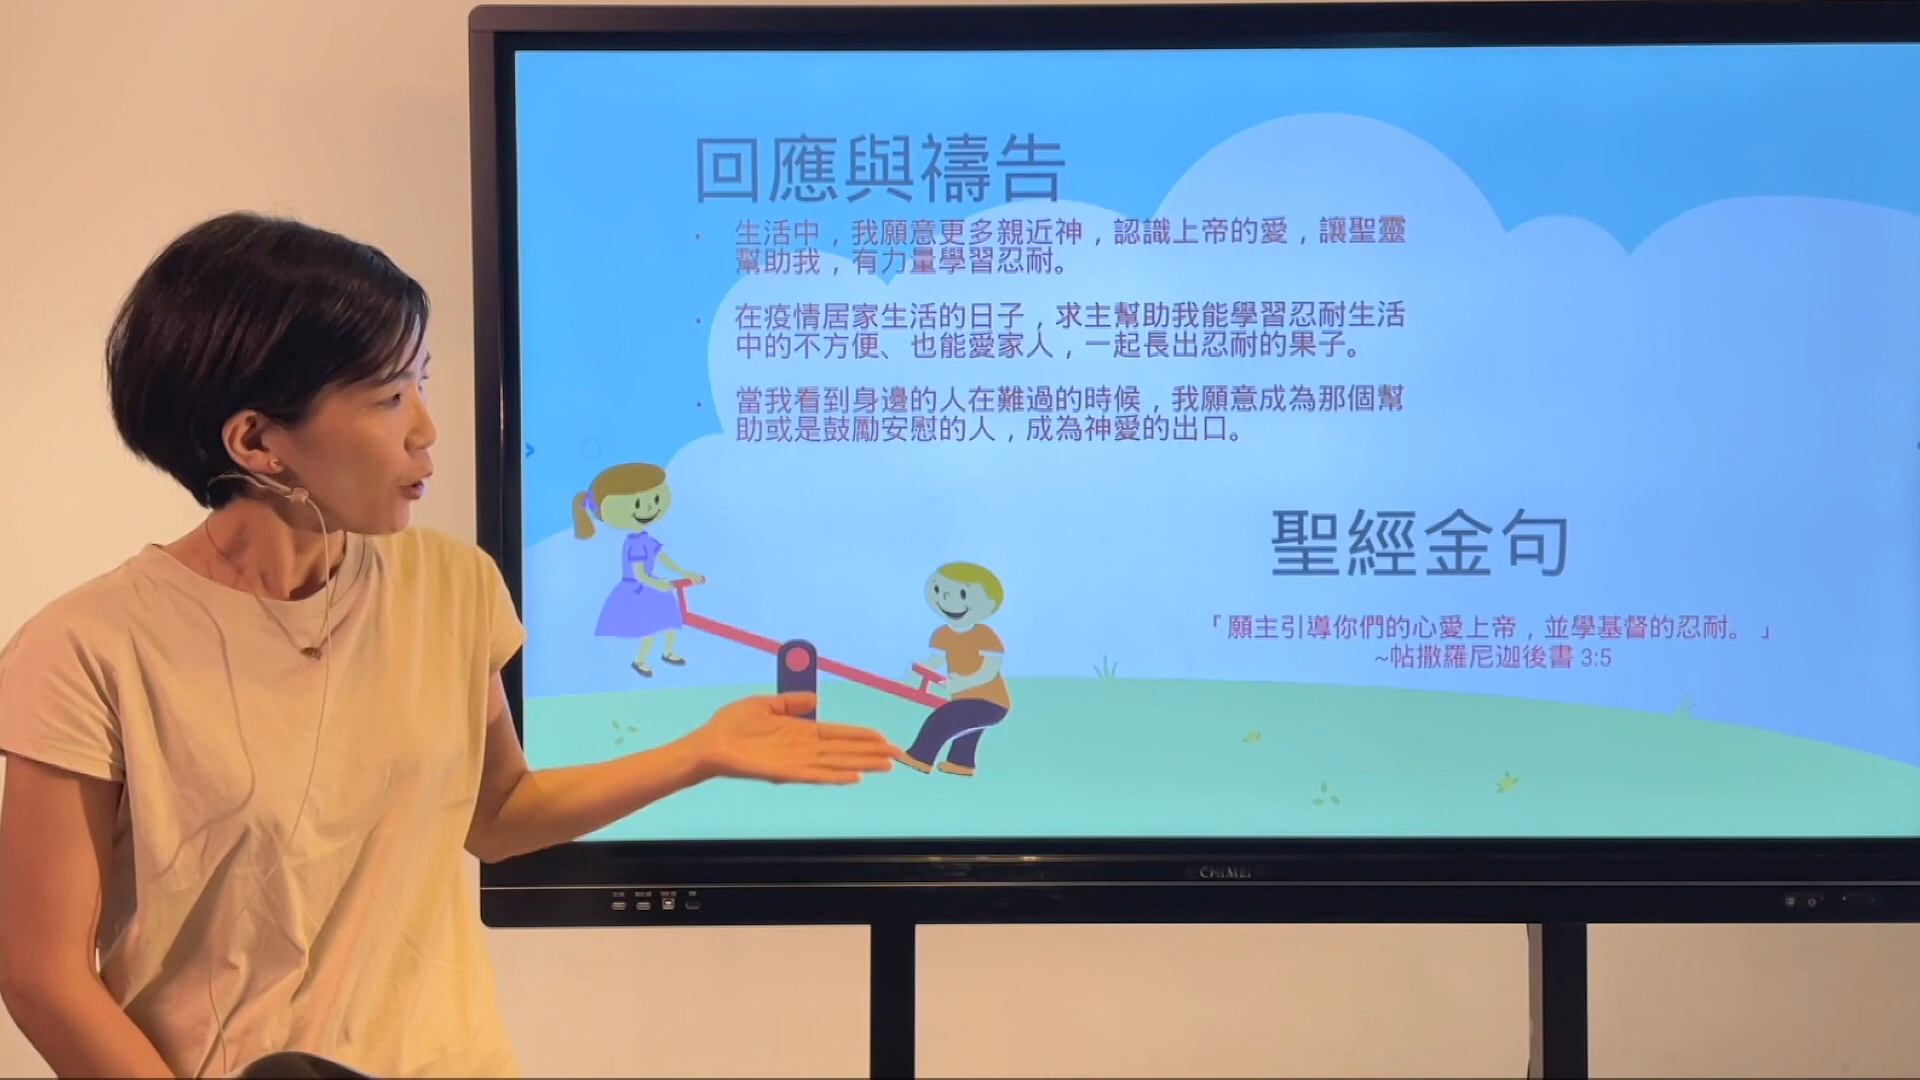 回應與禱告
· 生活中，我願意更多親近神，認識上帝的愛，讓聖靈
幫助我，有力量學習忍耐。
· 在疫情居家生活的日子，求主幫助我能學習忍耐生活
中的不方便、也能愛家人，一起長出忍耐的果子。
· 當我看到身邊的人在難過的時候，我願意成為那個幫
助或是鼓勵安慰的人，成為神愛的出口。
聖經金句
「願主引導你們的心愛上帝，並學基督的忍耐。」
~帖撒羅尼迦後書 3:5
CHIMEI